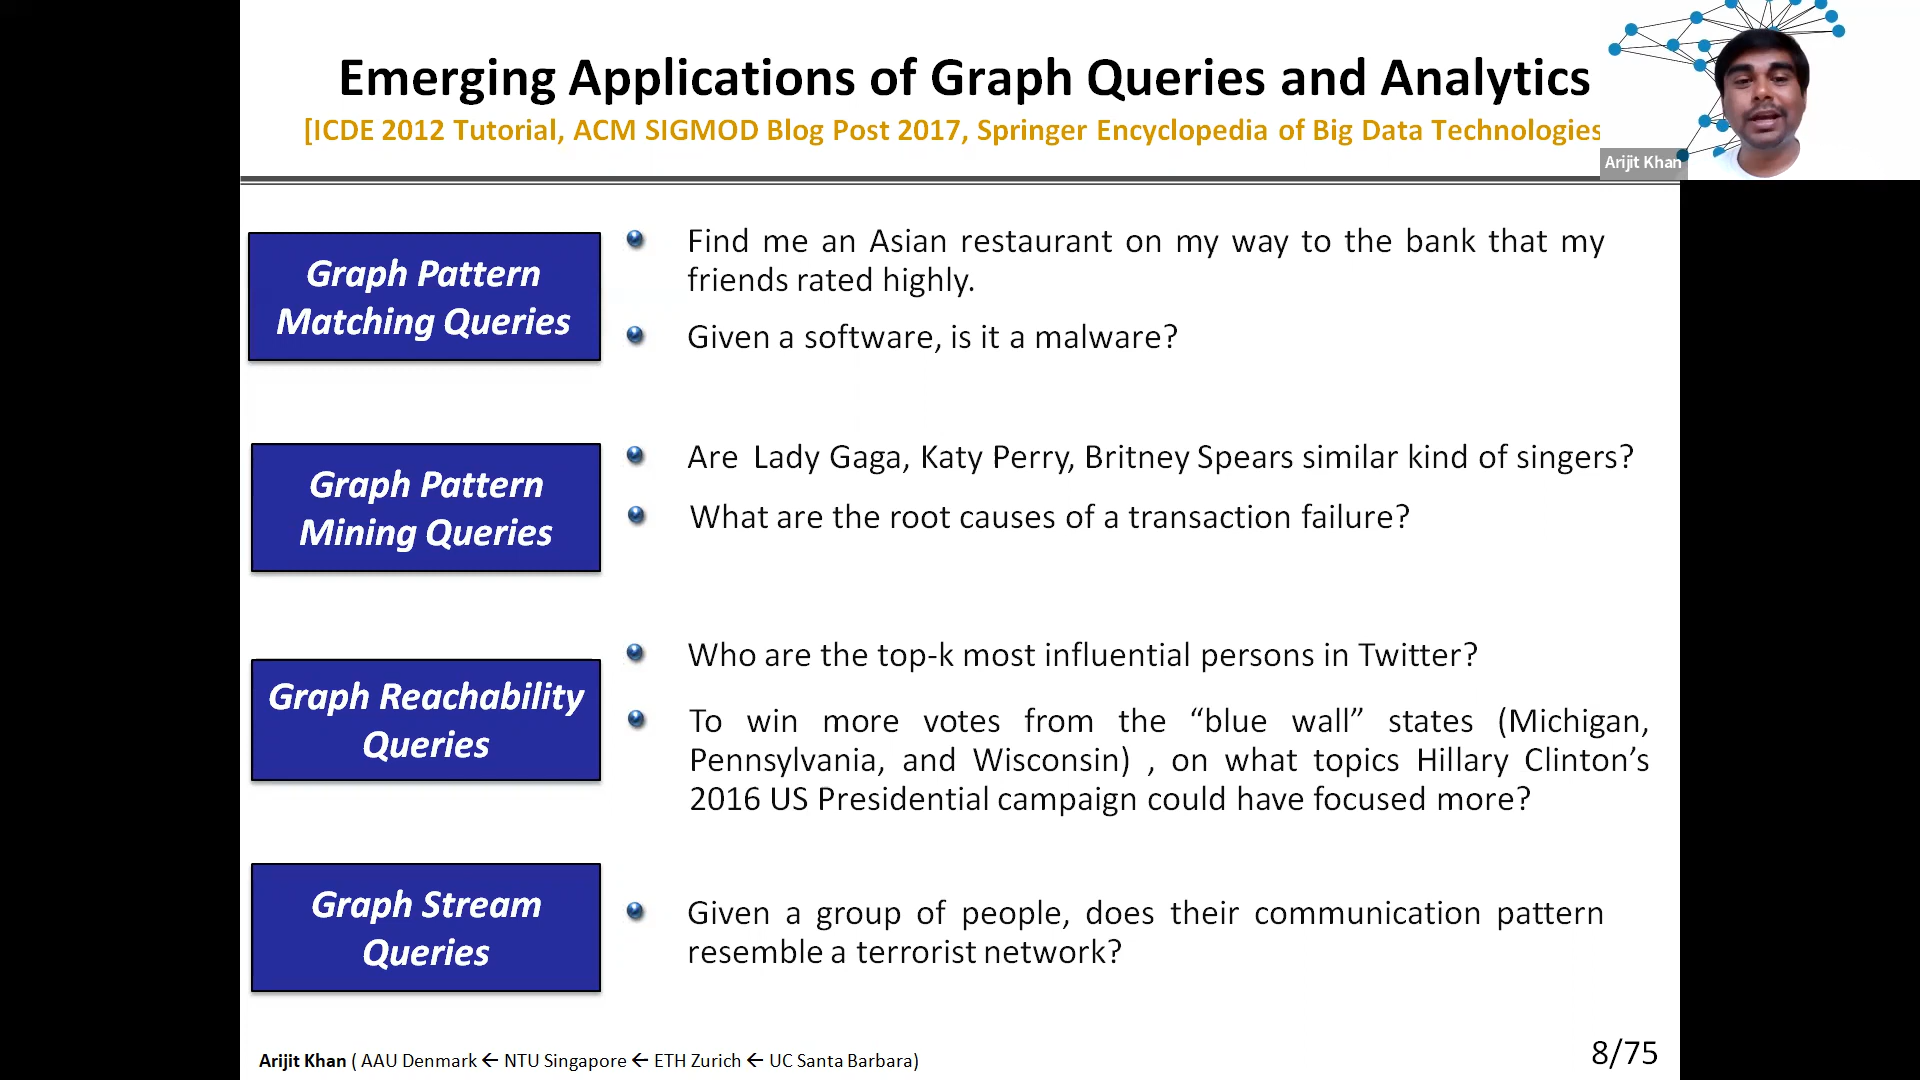 Emerging Applications of Graph Queries and Analytics
[ICDE 2012 Tutorial, ACM SIGMOD Blog Post 2017, Springer Encyclopedia of Big Data Technologies
Arijit Khan
Graph Pattern
Matching Queries
Find me an Asian restaurant on my way to the bank that my
friends rated highly.
Given a software, is it a malware?
Graph Pattern
Mining Queries
Are Lady Gaga, Katy Perry, Britney Spears similar kind of singers?
What are the root causes of a transaction failure?
Graph Reachability
Queries
Who are the top-k most influential persons in Twitter?
To win more votes from the “blue wall” states (Michigan,
Pennsylvania, and Wisconsin) , on what topics Hillary Clinton’s
2016 US Presidential campaign could have focused more?
Graph Stream
Queries
Given a group of people, does their communication pattern
resemble a terrorist network?
Arijit Khan ( AAU Denmark ← NTU Singapore ← ETH Zurich ← UC Santa Barbara)
8/75